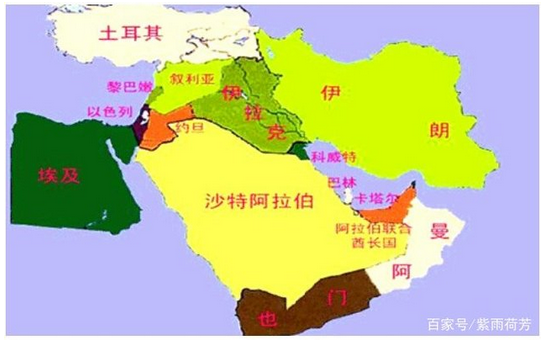 土耳其
黎巴嫩
叙利亚
伊拉克
伊朗
以色列
约旦
科威特
埃及
巴林
卡塔尔
沙特阿拉伯
阿拉伯联合
酋长国
阿曼
也门
百家号/紫雨荷芳